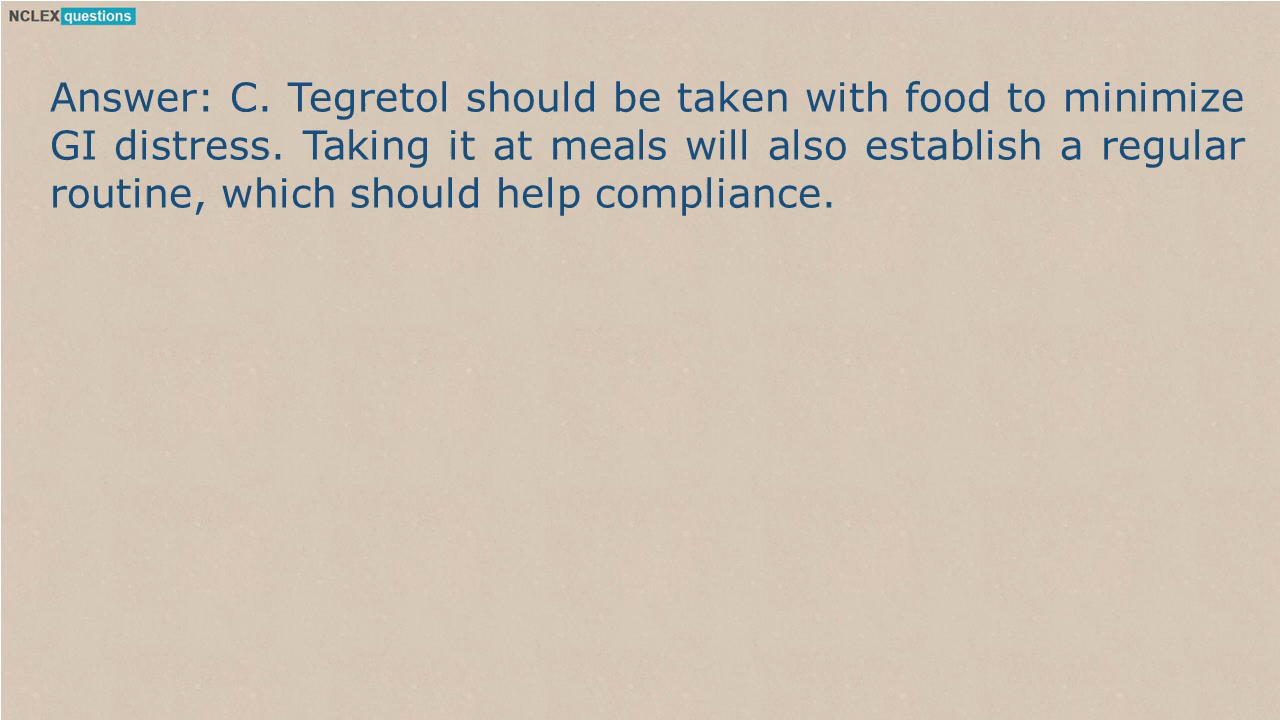 NCLEX questions
Answer: C. Tegretol should be taken with food to minimize
GI distress. Taking it at meals will also establish a regular
routine, which should help compliance.